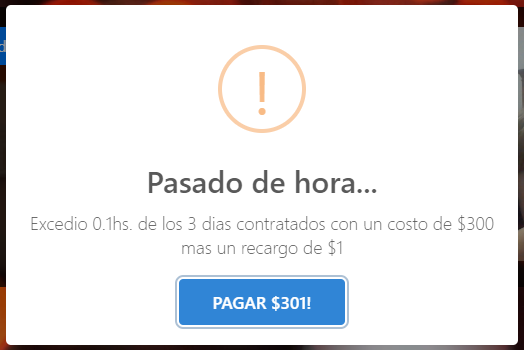 !
Pasado de hora...
Excedio 0.1hs. de los 3 dias contratados con un costo de $300
mas un recargo de $1
PAGAR $301!